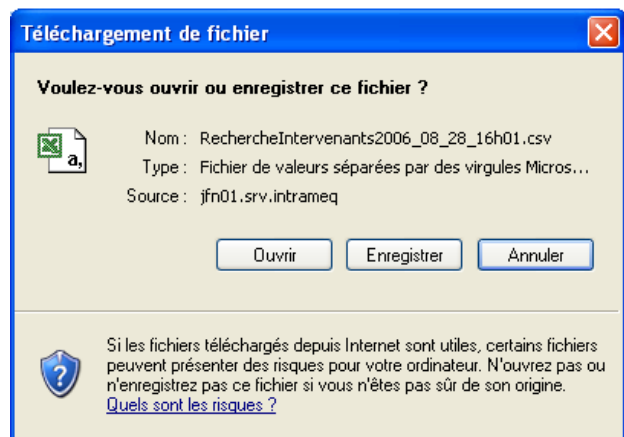 Téléchargement de fichier
Voulez-vous ouvrir ou enregistrer ce fichier ?
Nom : RechercheIntervenants2006_08_28_16h01.csv
Type : Fichier de valeurs séparées par des virgules Micros...
Source : jfn01.srv.intrameq
Ouvrir Enregistrer Annuler
Si les fichiers téléchargés depuis Internet sont utiles, certains fichiers
peuvent présenter des risques pour votre ordinateur. N'ouvrez pas ou
n'enregistrez pas ce fichier si vous n'êtes pas sûr de son origine.
Quels sont les risques ?